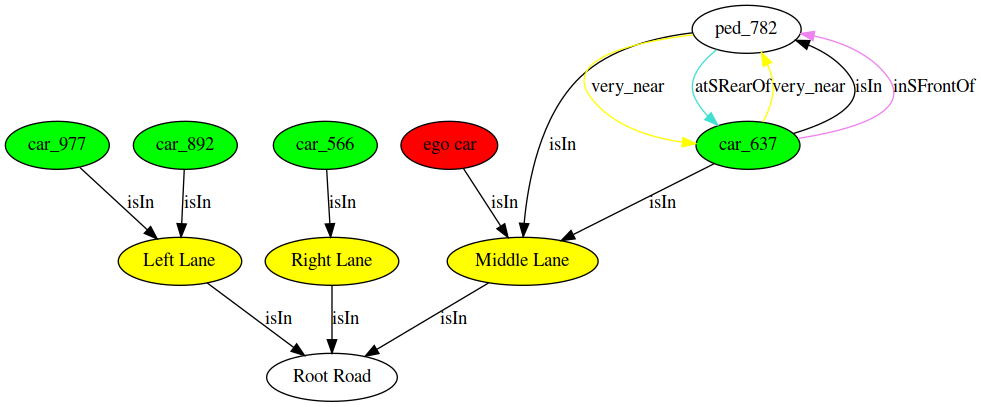 ped_782
very_near
atSRearOf
very_near
isIn
inSFrontOf
car_977
car_892
car_566
ego car
isIn
car_637
isIn
isIn
isIn
isIn
isIn
Left Lane
Right Lane
Middle Lane
isIn
isIn
isIn
Root Road